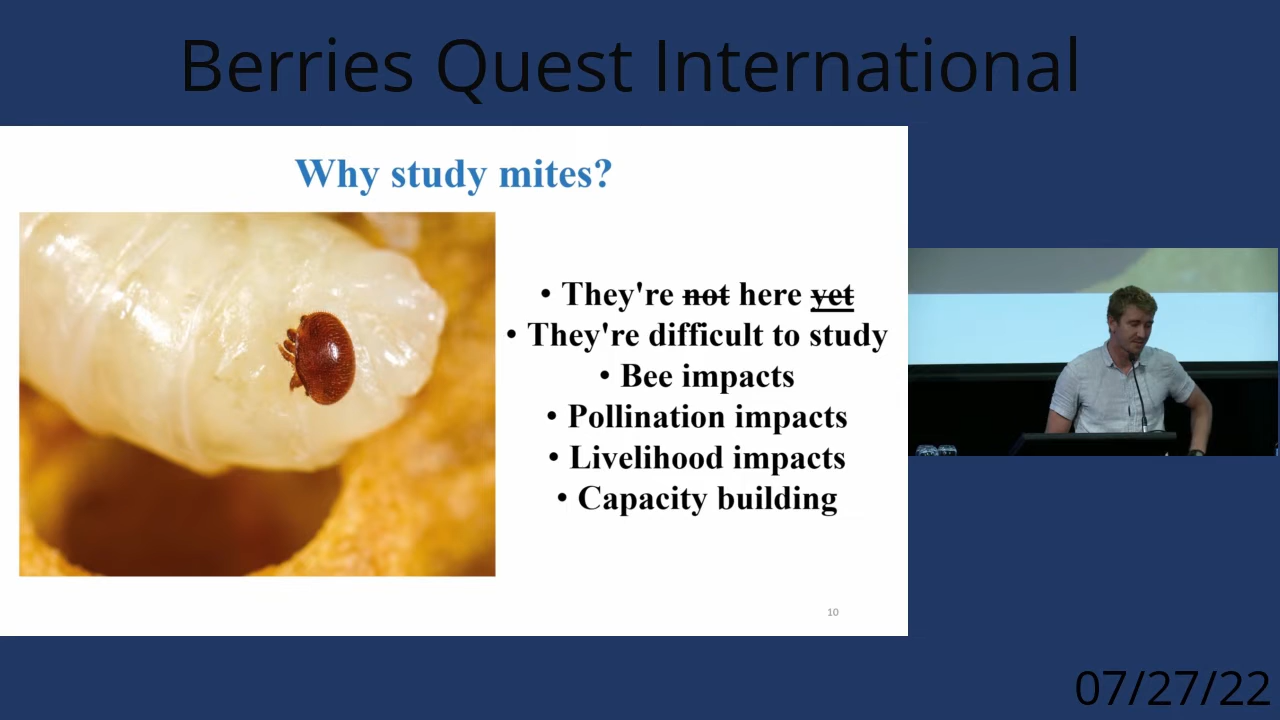 Berries Quest International
Why study mites?
• They're not here yet
• They're difficult to study
• Bee impacts
• Pollination impacts
• Livelihood impacts
• Capacity building
10
07/27/22